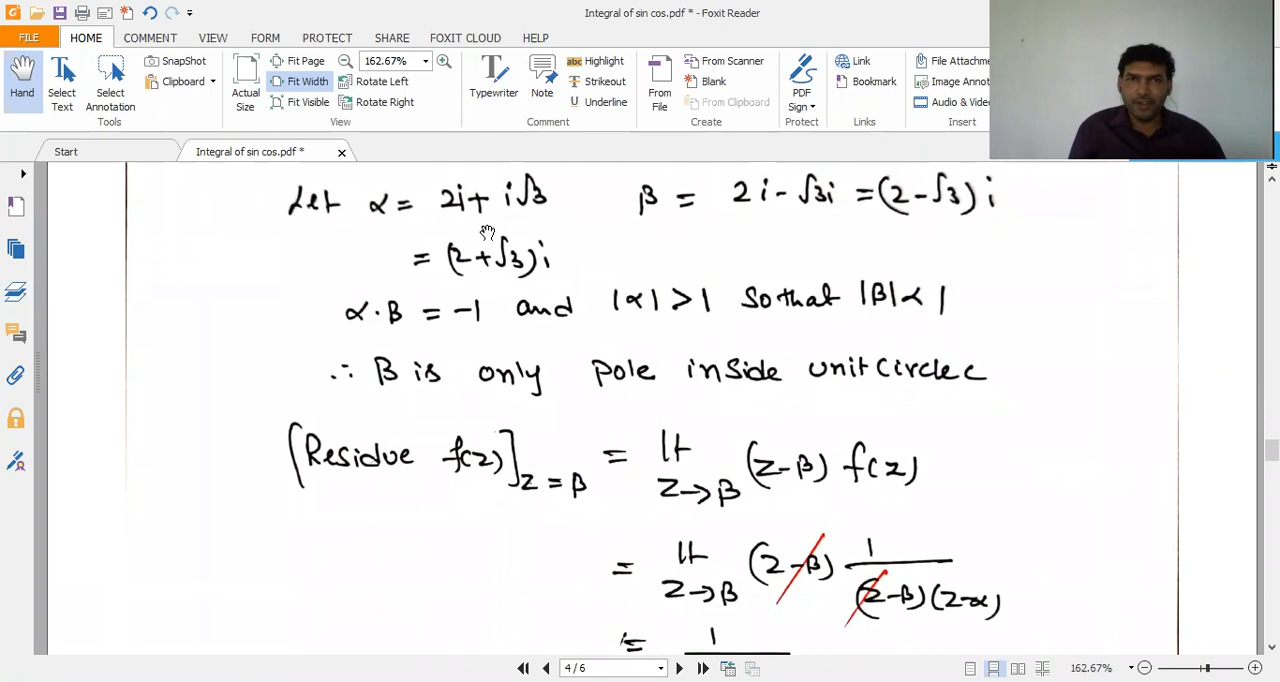 Integral of sin cos.pdf * - Foxit Reader
FILE HOME COMMENT VIEW FORM PROTECT SHARE FOXIT CLOUD HELP
Hand
Select Text
Select Annotation
SnapShot
Clipboard
Tools
Actual Size
Fit Page
Fit Width
Fit Visible
162.67%
Rotate Left
Rotate Right
View
Typewriter
Note
Highlight
Strikeout
Underline
Comment
From File
From Scanner
Blank
From Clipboard
Create
PDF Sign
Protect
Link
Bookmark
Links
File Attachme
Image Annot
Audio & Vide
Insert
Start Integral of sin cos.pdf *
Let α = 2i + i√3 β = 2i - √3i = (2-√3)i
= (2+√3)i
α·β = -1 and |α| > 1 So that |β| < 1
∴ β is only pole inside unit Circle c
[Residue f(z)]z=β = lt z→β (z-β) f(z)
= lt z→β (z-β) 1/(z-β)(z-α)
= 1
4 / 6 162.67%